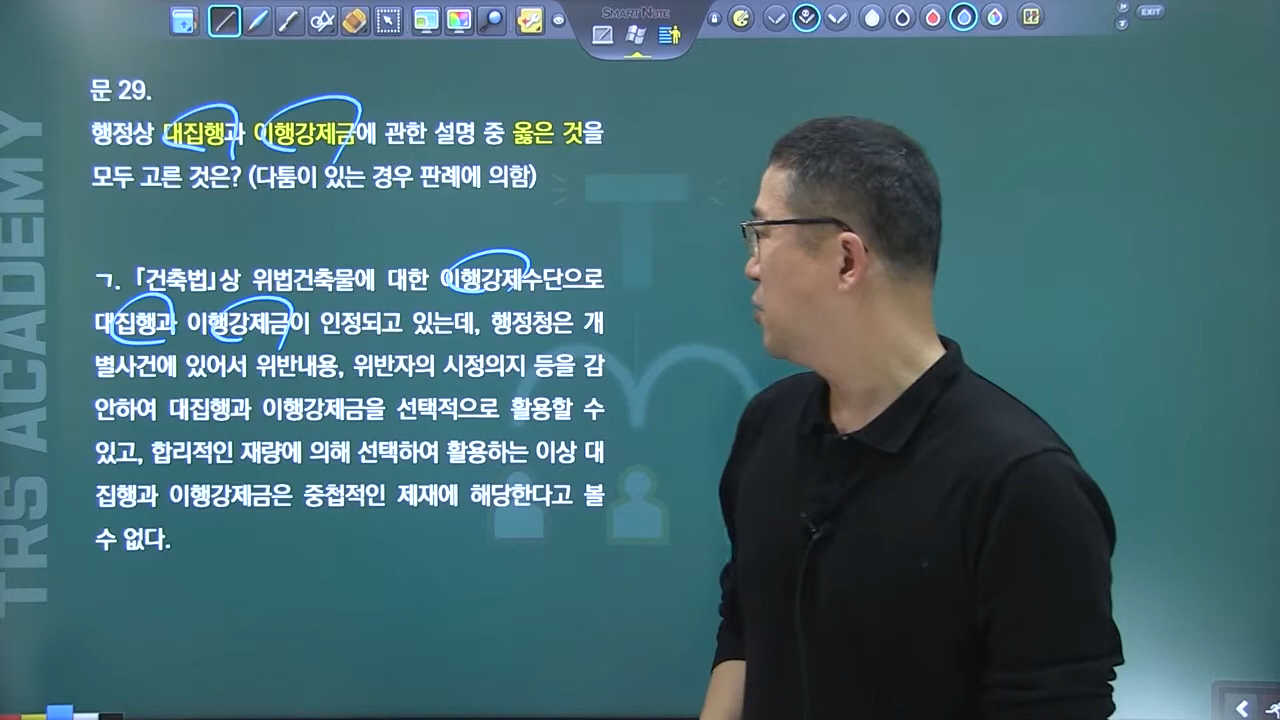 SMART NOTE
EXIT
TRS ACADEMY
문 29.
행정상 대집행과 이행강제금에 관한 설명 중 옳은 것을
모두 고른 것은? (다툼이 있는 경우 판례에 의함)
ㄱ. 「건축법」상 위법건축물에 대한 이행강제수단으로
대집행과 이행강제금이 인정되고 있는데, 행정청은 개
별사건에 있어서 위반내용, 위반자의 시정의지 등을 감
안하여 대집행과 이행강제금을 선택적으로 활용할 수
있고, 합리적인 재량에 의해 선택하여 활용하는 이상 대
집행과 이행강제금은 중첩적인 제재에 해당한다고 볼
수 없다.